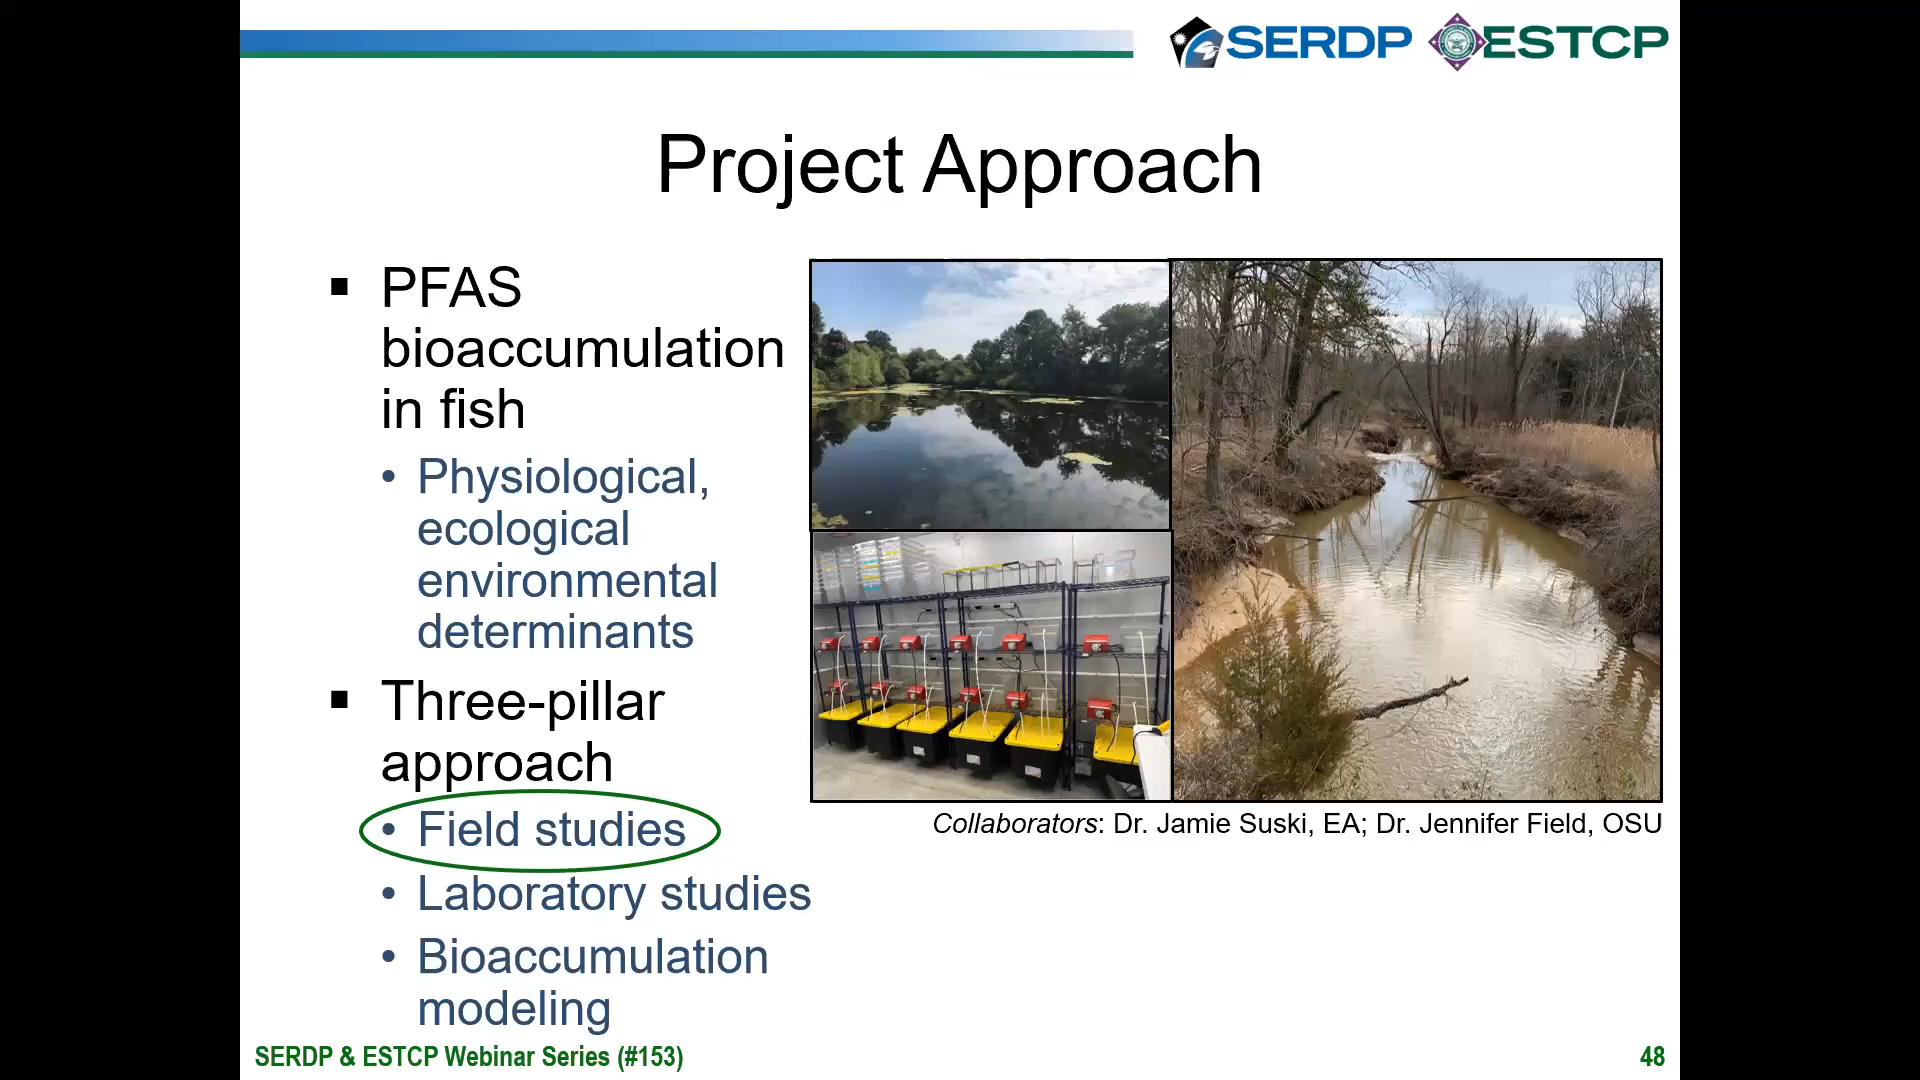 SERDP ESTCP
Project Approach
▪ PFAS
bioaccumulation
in fish
• Physiological,
ecological
environmental
determinants
▪ Three-pillar
approach
• Field studies
• Laboratory studies
• Bioaccumulation
modeling
Collaborators: Dr. Jamie Suski, EA; Dr. Jennifer Field, OSU
SERDP & ESTCP Webinar Series (#153)
48